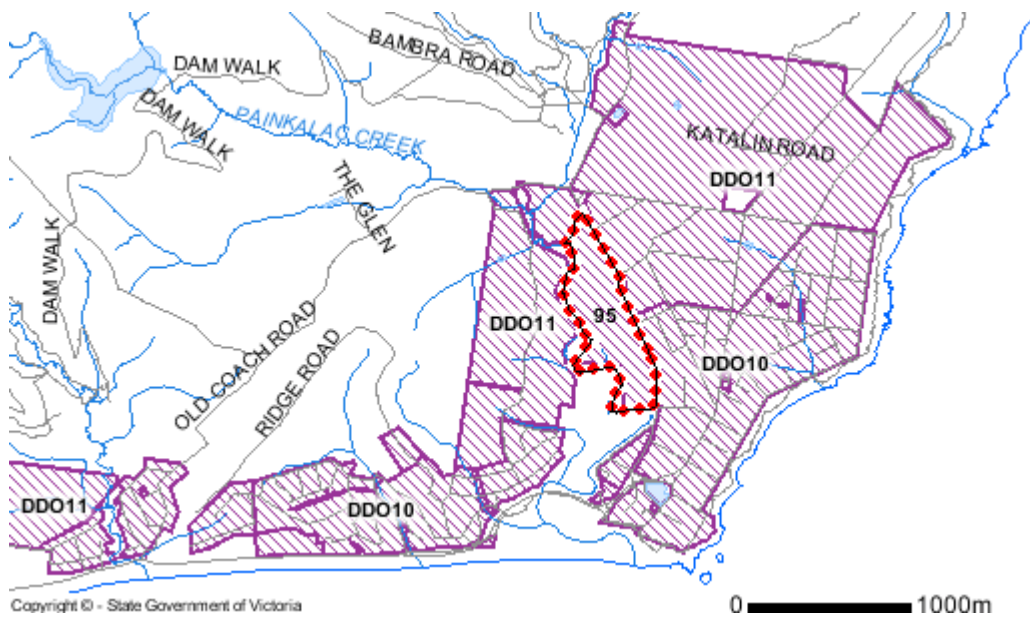 BAMBRA ROAD
DAM WALK
DAM WALK
PAINKALAC CREEK
KATALIN ROAD
THE GLEN
DDO11
DAM WALK
95
DDO11
OLD COACH ROAD
RIDGE ROAD
DDO10
DDO11
DDO10
Copyright © - State Government of Victoria
0 1000m